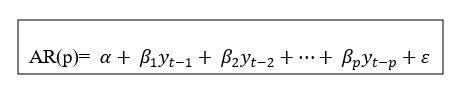 AR(p)= α + β₁yₜ₋₁ + β₂yₜ₋₂ + ⋯ + βₚyₜ₋ₚ + ε